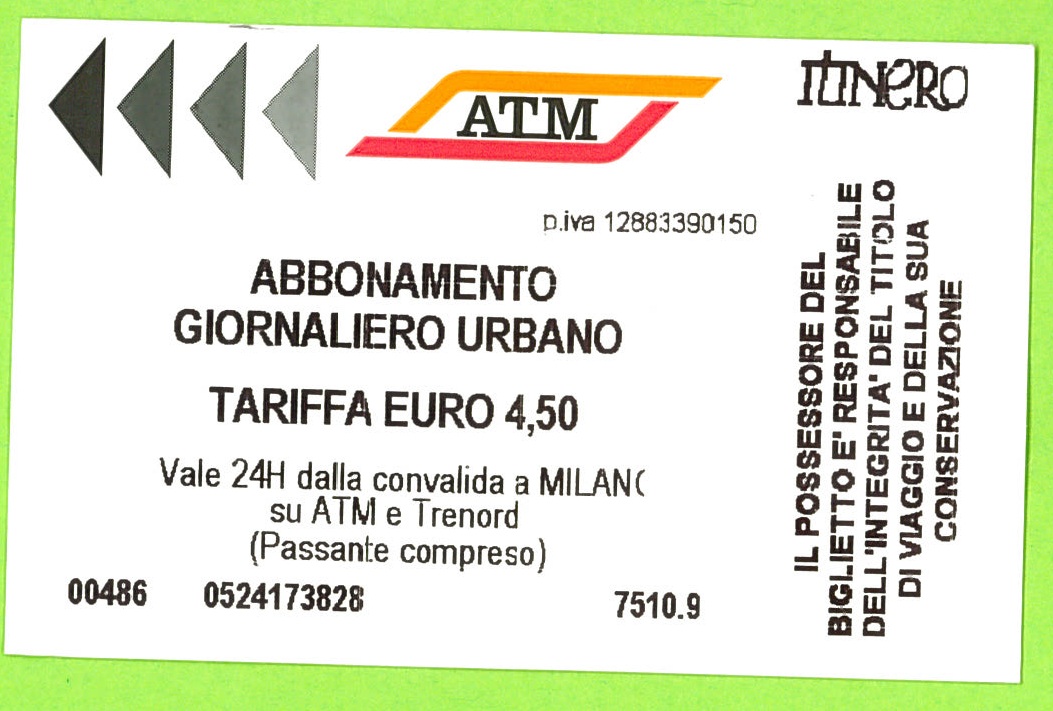 ATM
ITINERO
p.iva 12883390150
ABBONAMENTO
GIORNALIERO URBANO
TARIFFA EURO 4,50
Vale 24H dalla convalida a MILANO
su ATM e Trenord
(Passante compreso)
00486 0524173828 7510.9
IL POSSESSORE DEL
BIGLIETTO E' RESPONSABILE
DELL'INTEGRITA' DEL TITOLO
DI VIAGGIO E DELLA SUA
CONSERVAZIONE